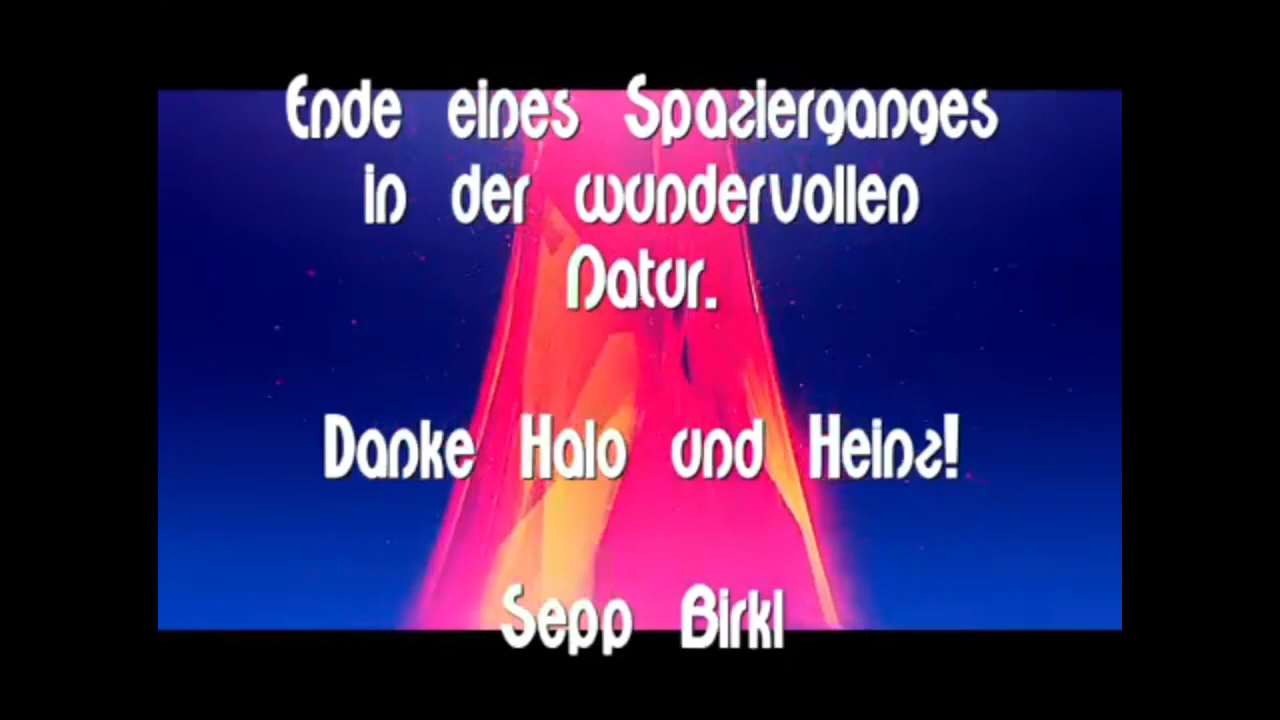 Ende eines Spazierganges
in der wundervollen
Natur.
Danke Halo und Heinz!
Sepp Birkl